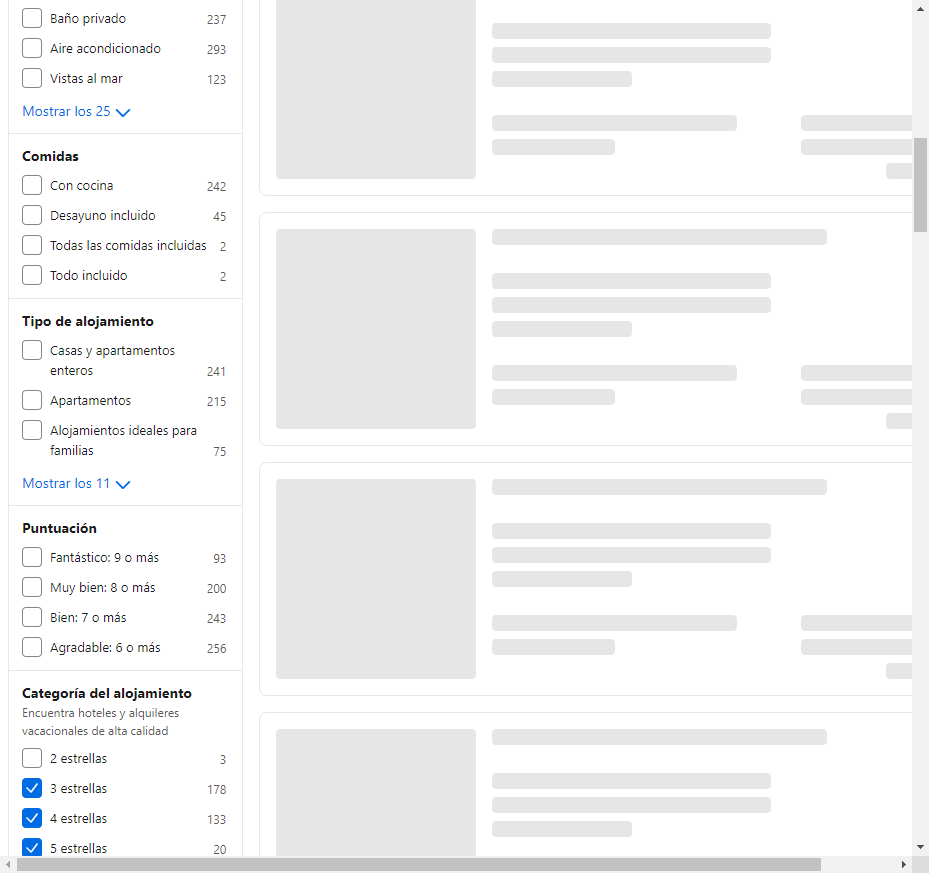 Baño privado 237
Aire acondicionado 293
Vistas al mar 123
Mostrar los 25
Comidas
Con cocina 242
Desayuno incluido 45
Todas las comidas incluidas 2
Todo incluido 2
Tipo de alojamiento
Casas y apartamentos
enteros 241
Apartamentos 215
Alojamientos ideales para
familias 75
Mostrar los 11
Puntuación
Fantástico: 9 o más 93
Muy bien: 8 o más 200
Bien: 7 o más 243
Agradable: 6 o más 256
Categoría del alojamiento
Encuentra hoteles y alquileres
vacacionales de alta calidad
2 estrellas 3
3 estrellas 178
4 estrellas 133
5 estrellas 20